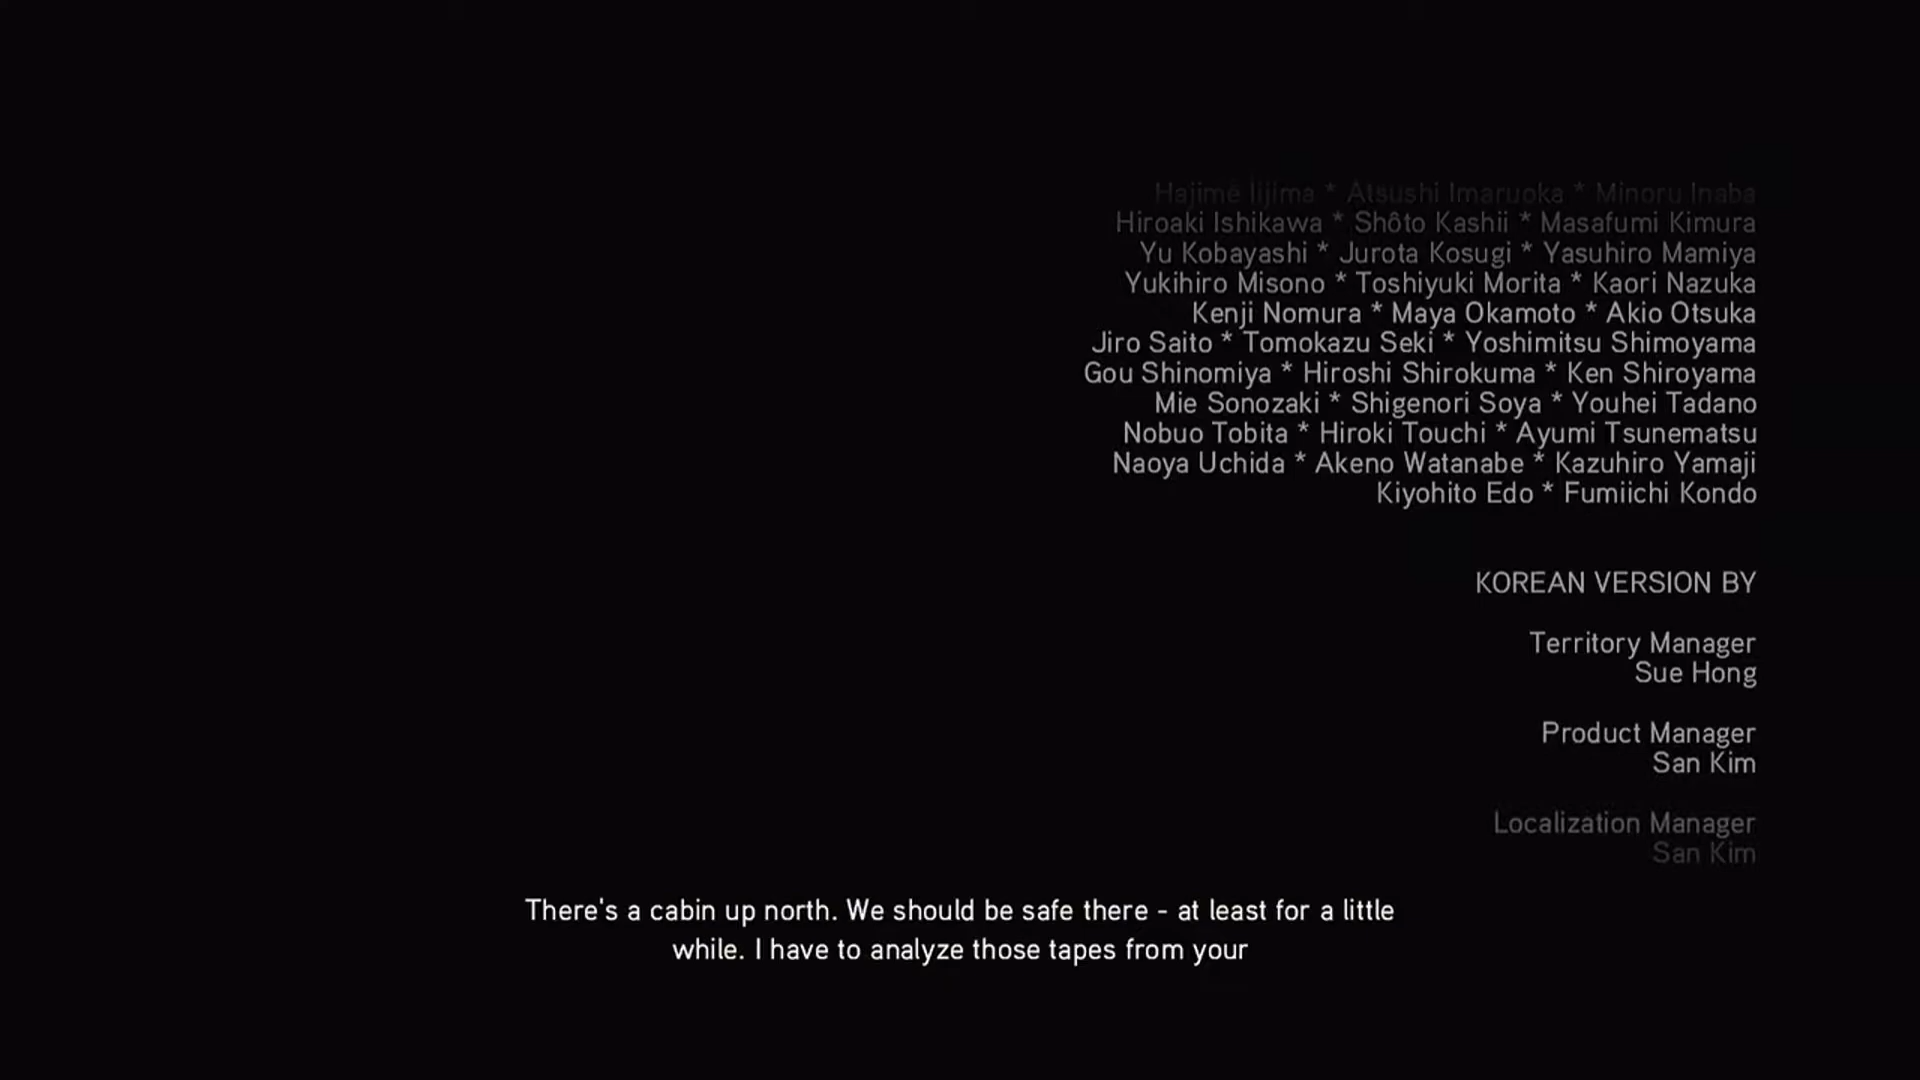 Hajimê Iijima * Atsushi Imaruoka * Minoru Inaba
Hiroaki Ishikawa * Shôto Kashii * Masafumi Kimura
Yu Kobayashi * Jurota Kosugi * Yasuhiro Mamiya
Yukihiro Misono * Toshiyuki Morita * Kaori Nazuka
Kenji Nomura * Maya Okamoto * Akio Otsuka
Jiro Saito * Tomokazu Seki * Yoshimitsu Shimoyama
Gou Shinomiya * Hiroshi Shirokuma * Ken Shiroyama
Mie Sonozaki * Shigenori Soya * Youhei Tadano
Nobuo Tobita * Hiroki Touchi * Ayumi Tsunematsu
Naoya Uchida * Akeno Watanabe * Kazuhiro Yamaji
Kiyohito Edo * Fumiichi Kondo
KOREAN VERSION BY
Territory Manager
Sue Hong
Product Manager
San Kim
Localization Manager
San Kim
There's a cabin up north. We should be safe there - at least for a little
while. I have to analyze those tapes from your